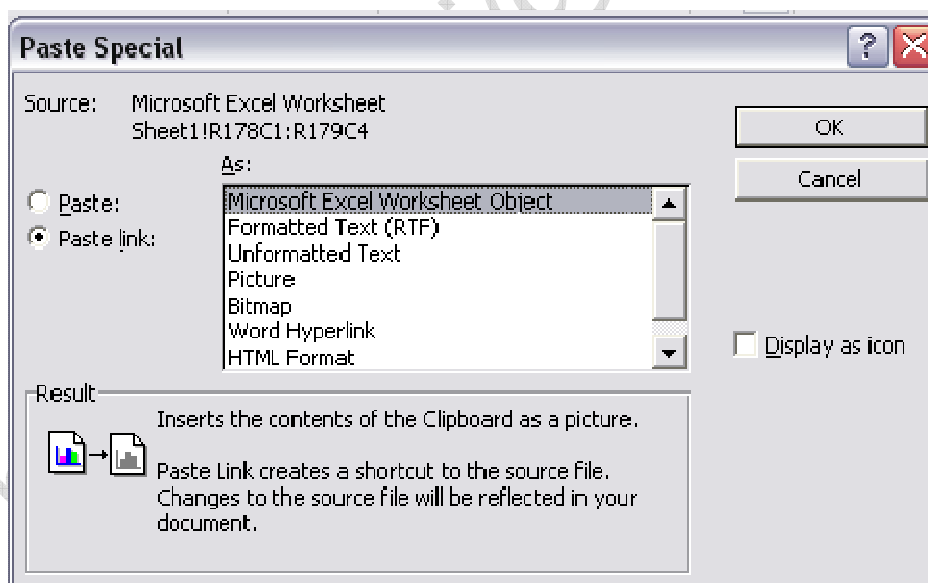 Paste Special
Source: Microsoft Excel Worksheet
Sheet1!R178C1:R179C4
As:
Paste:
Paste link:
Microsoft Excel Worksheet Object
Formatted Text (RTF)
Unformatted Text
Picture
Bitmap
Word Hyperlink
HTML Format
OK
Cancel
Display as icon
Result
Inserts the contents of the Clipboard as a picture.
Paste Link creates a shortcut to the source file.
Changes to the source file will be reflected in your
document.